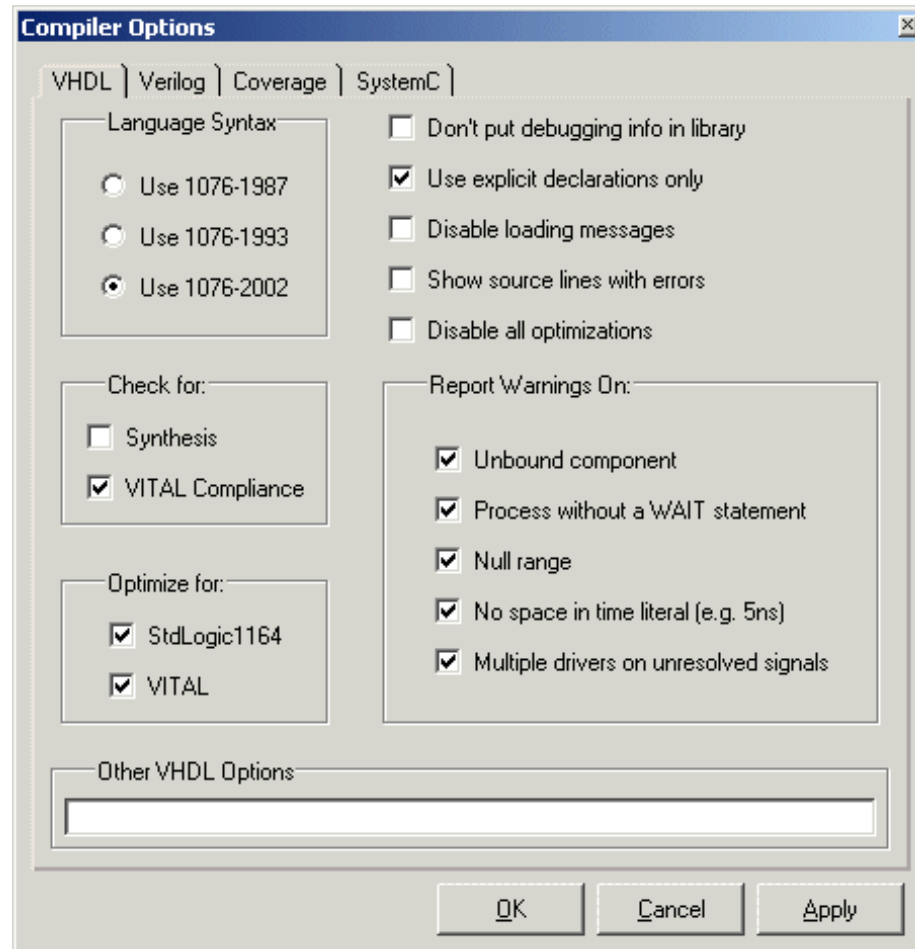 Compiler Options
VHDL Verilog Coverage SystemC
Language Syntax
Use 1076-1987
Use 1076-1993
Use 1076-2002
Don't put debugging info in library
Use explicit declarations only
Disable loading messages
Show source lines with errors
Disable all optimizations
Check for:
Synthesis
VITAL Compliance
Report Warnings On:
Unbound component
Process without a WAIT statement
Null range
No space in time literal (e.g. 5ns)
Multiple drivers on unresolved signals
Optimize for:
StdLogic1164
VITAL
Other VHDL Options
OK Cancel Apply